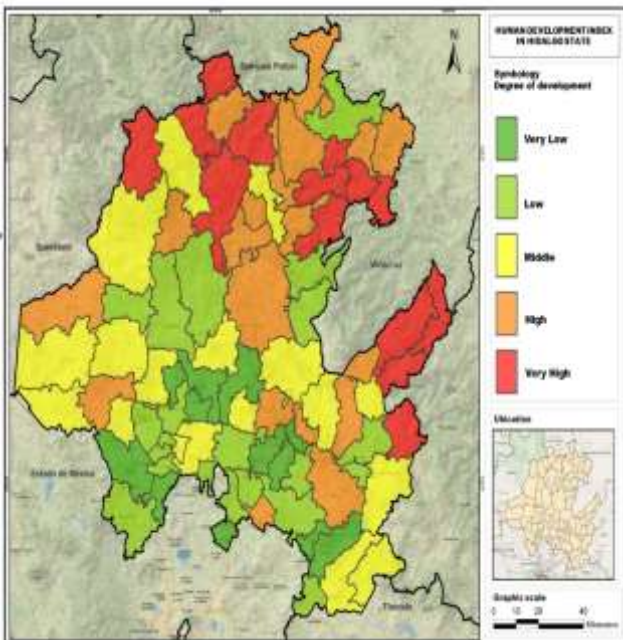 HUMAN DEVELOPMENT INDEX
IN HIDALGO STATE
Symbology
Degree of development
Very Low
Low
Middle
High
Very High
Ubication
Graphic scale
0 10 20 40
N
San Luis Potosí
Querétaro
Veracruz
Estado de México
Tlaxcala